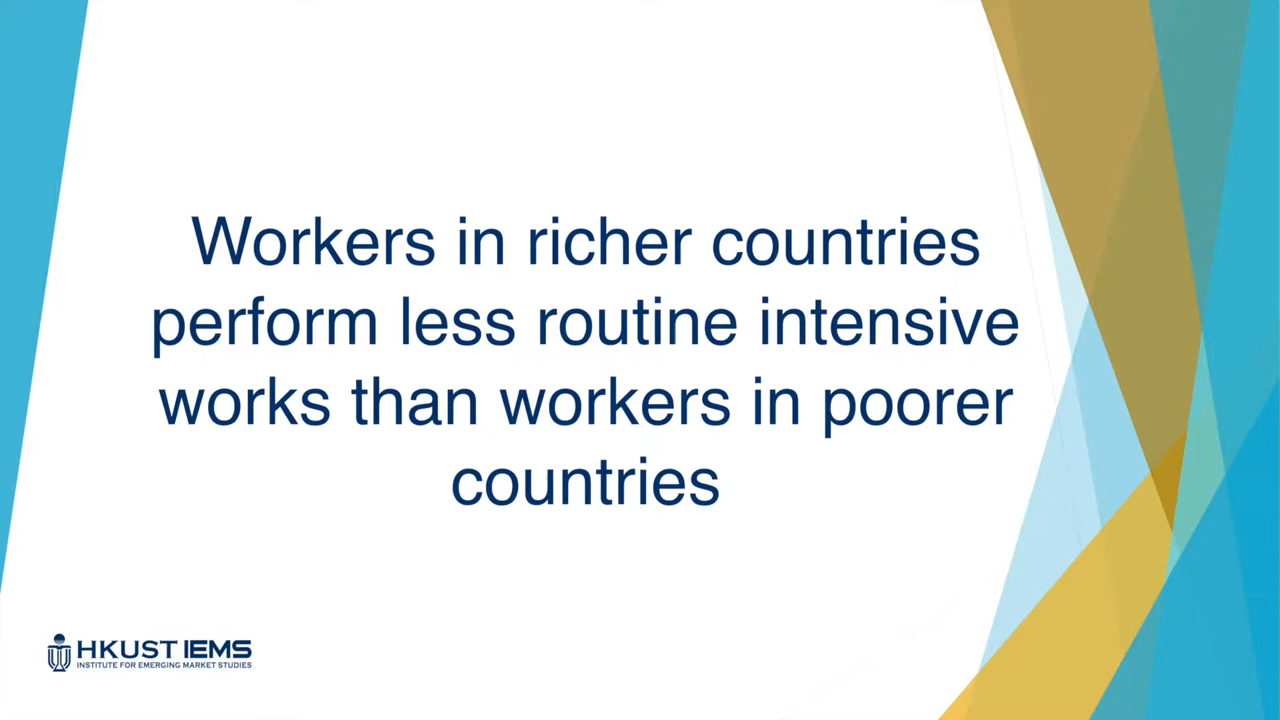 Workers in richer countries
perform less routine intensive
works than workers in poorer
countries
HKUST IEMS
INSTITUTE FOR EMERGING MARKET STUDIES